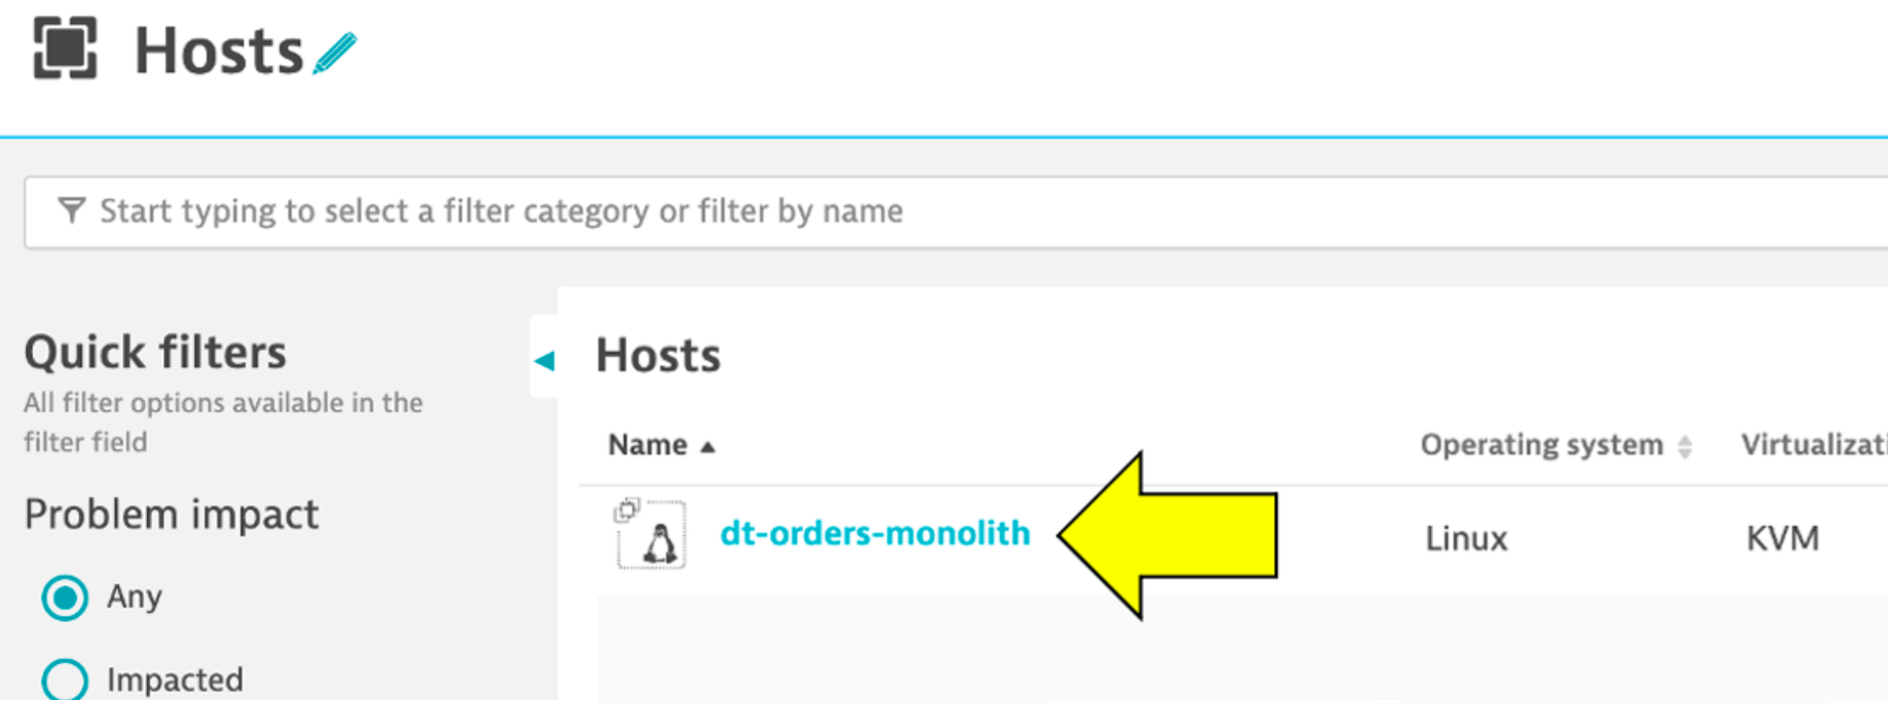 Hosts
Start typing to select a filter category or filter by name
Quick filters
All filter options available in the
filter field
Problem impact
Any
Impacted
Hosts
Name Operating system Virtualizati
dt-orders-monolith Linux KVM